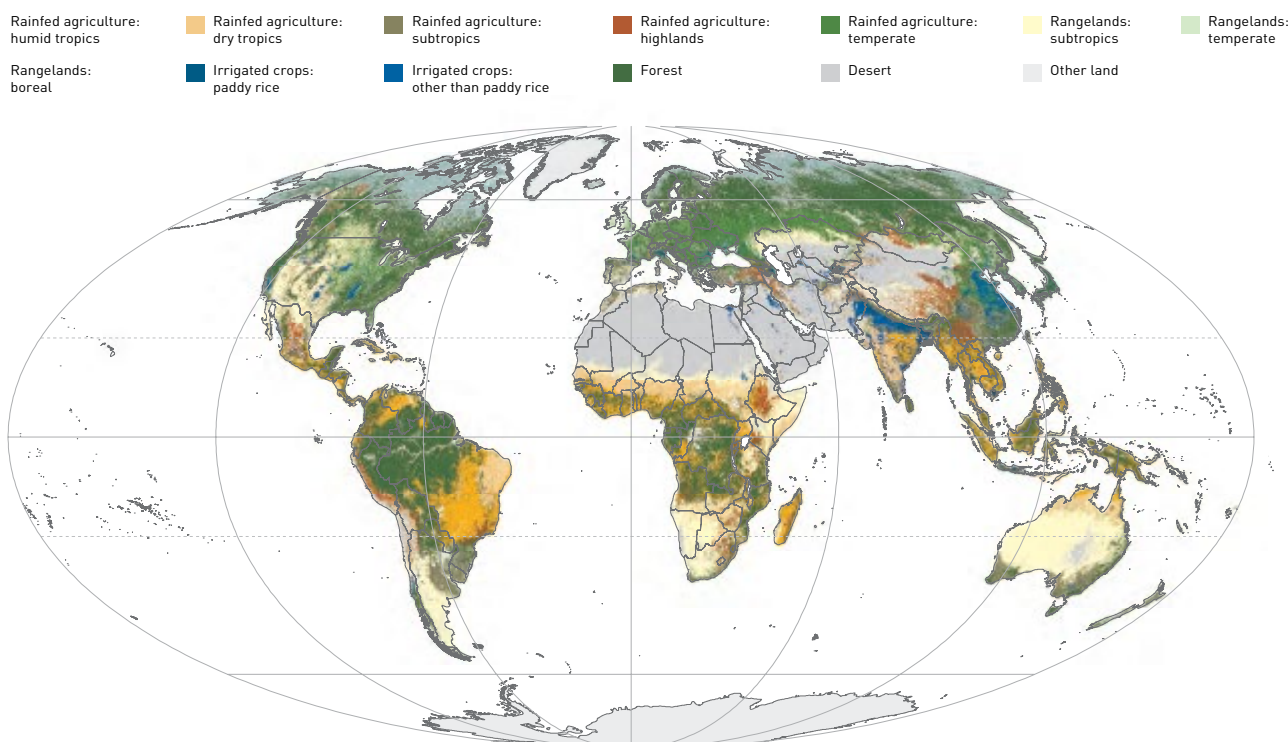 Rainfed agriculture:
humid tropics
Rainfed agriculture:
dry tropics
Rainfed agriculture:
subtropics
Rainfed agriculture:
highlands
Rainfed agriculture:
temperate
Rangelands:
subtropics
Rangelands:
temperate
Rangelands:
boreal
Irrigated crops:
paddy rice
Irrigated crops:
other than paddy rice
Forest
Desert
Other land